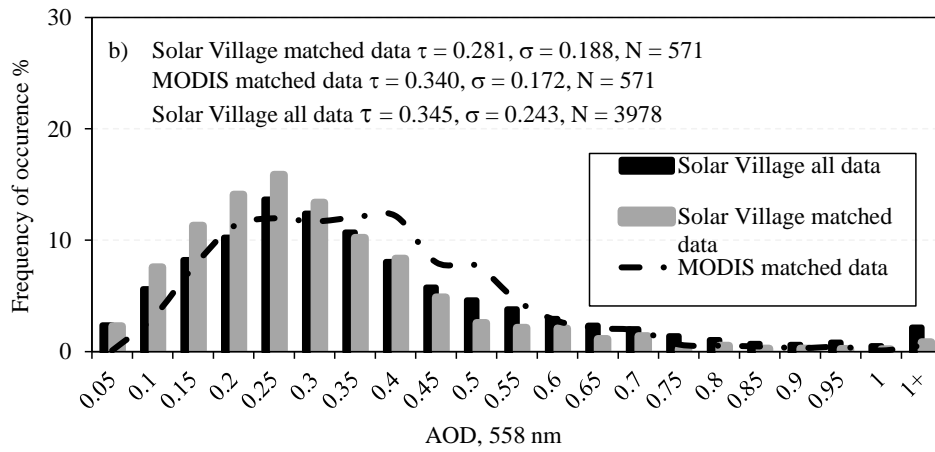 30
20
10
0
Frequency of occurence %
b) Solar Village matched data τ = 0.281, σ = 0.188, N = 571
MODIS matched data τ = 0.340, σ = 0.172, N = 571
Solar Village all data τ = 0.345, σ = 0.243, N = 3978
Solar Village all data
Solar Village matched
data
MODIS matched data
0.05 0.1 0.15 0.2 0.25 0.3 0.35 0.4 0.45 0.5 0.55 0.6 0.65 0.7 0.75 0.8 0.85 0.9 0.95 1 1+
AOD, 558 nm